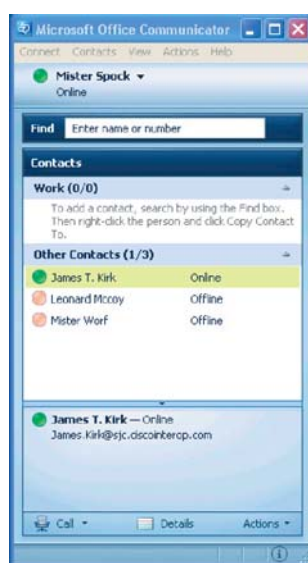 Microsoft Office Communicator
Connect Contacts View Actions Help
Mister Spock
Online
Find Enter name or number
Contacts
Work (0/0)
To add a contact, search by using the Find box.
Then right-click the person and click Copy Contact
To.
Other Contacts (1/3)
James T. Kirk Online
Leonard Mccoy Offline
Mister Worf Offline
James T. Kirk — Online
James.Kirk@sjc.ciscointerop.com
Call Details Actions